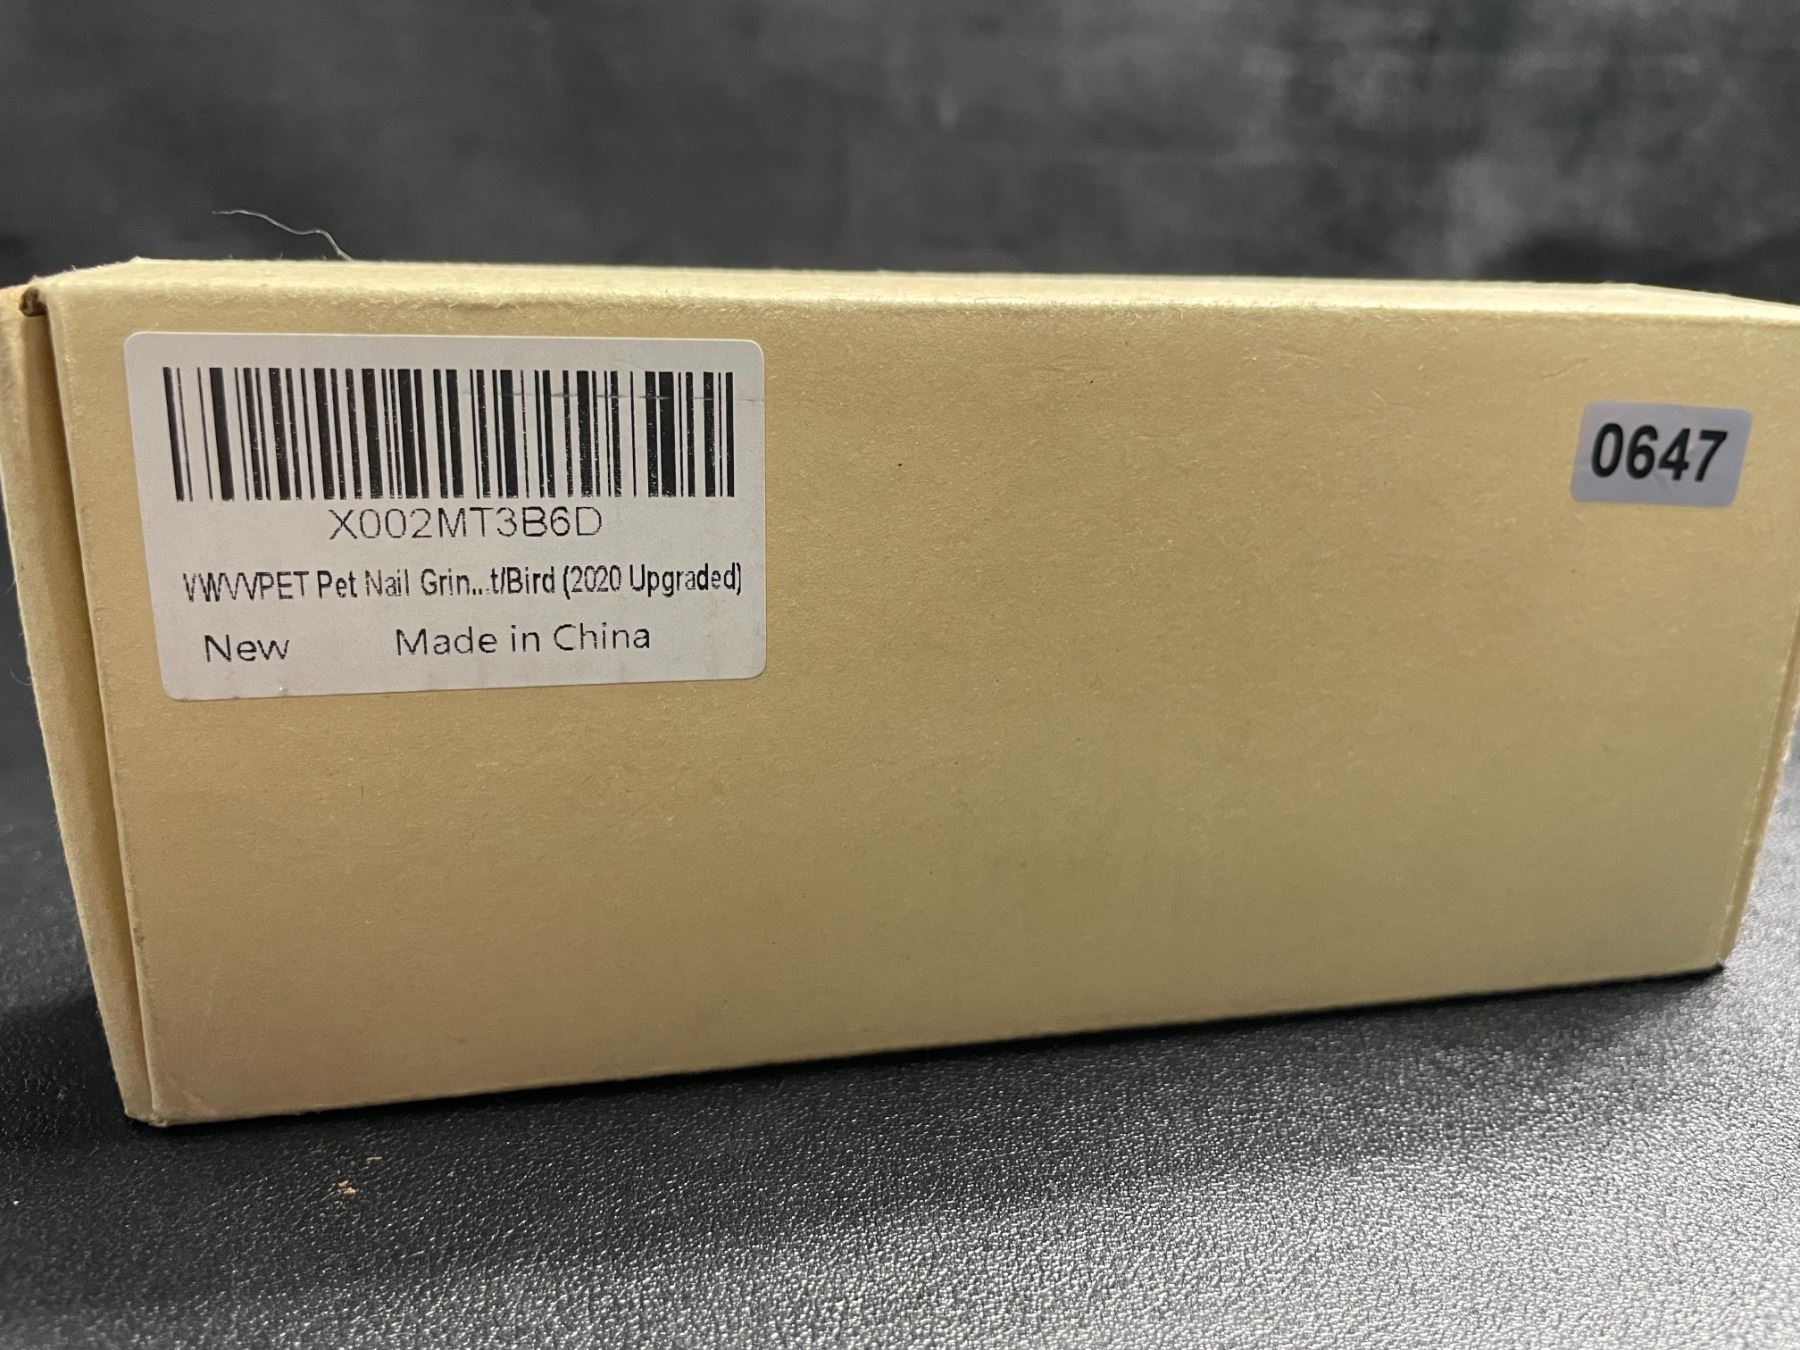 X002MT3B6D
VWVVPET Pet Nail Grin...t/Bird (2020 Upgraded)
New Made in China
0647